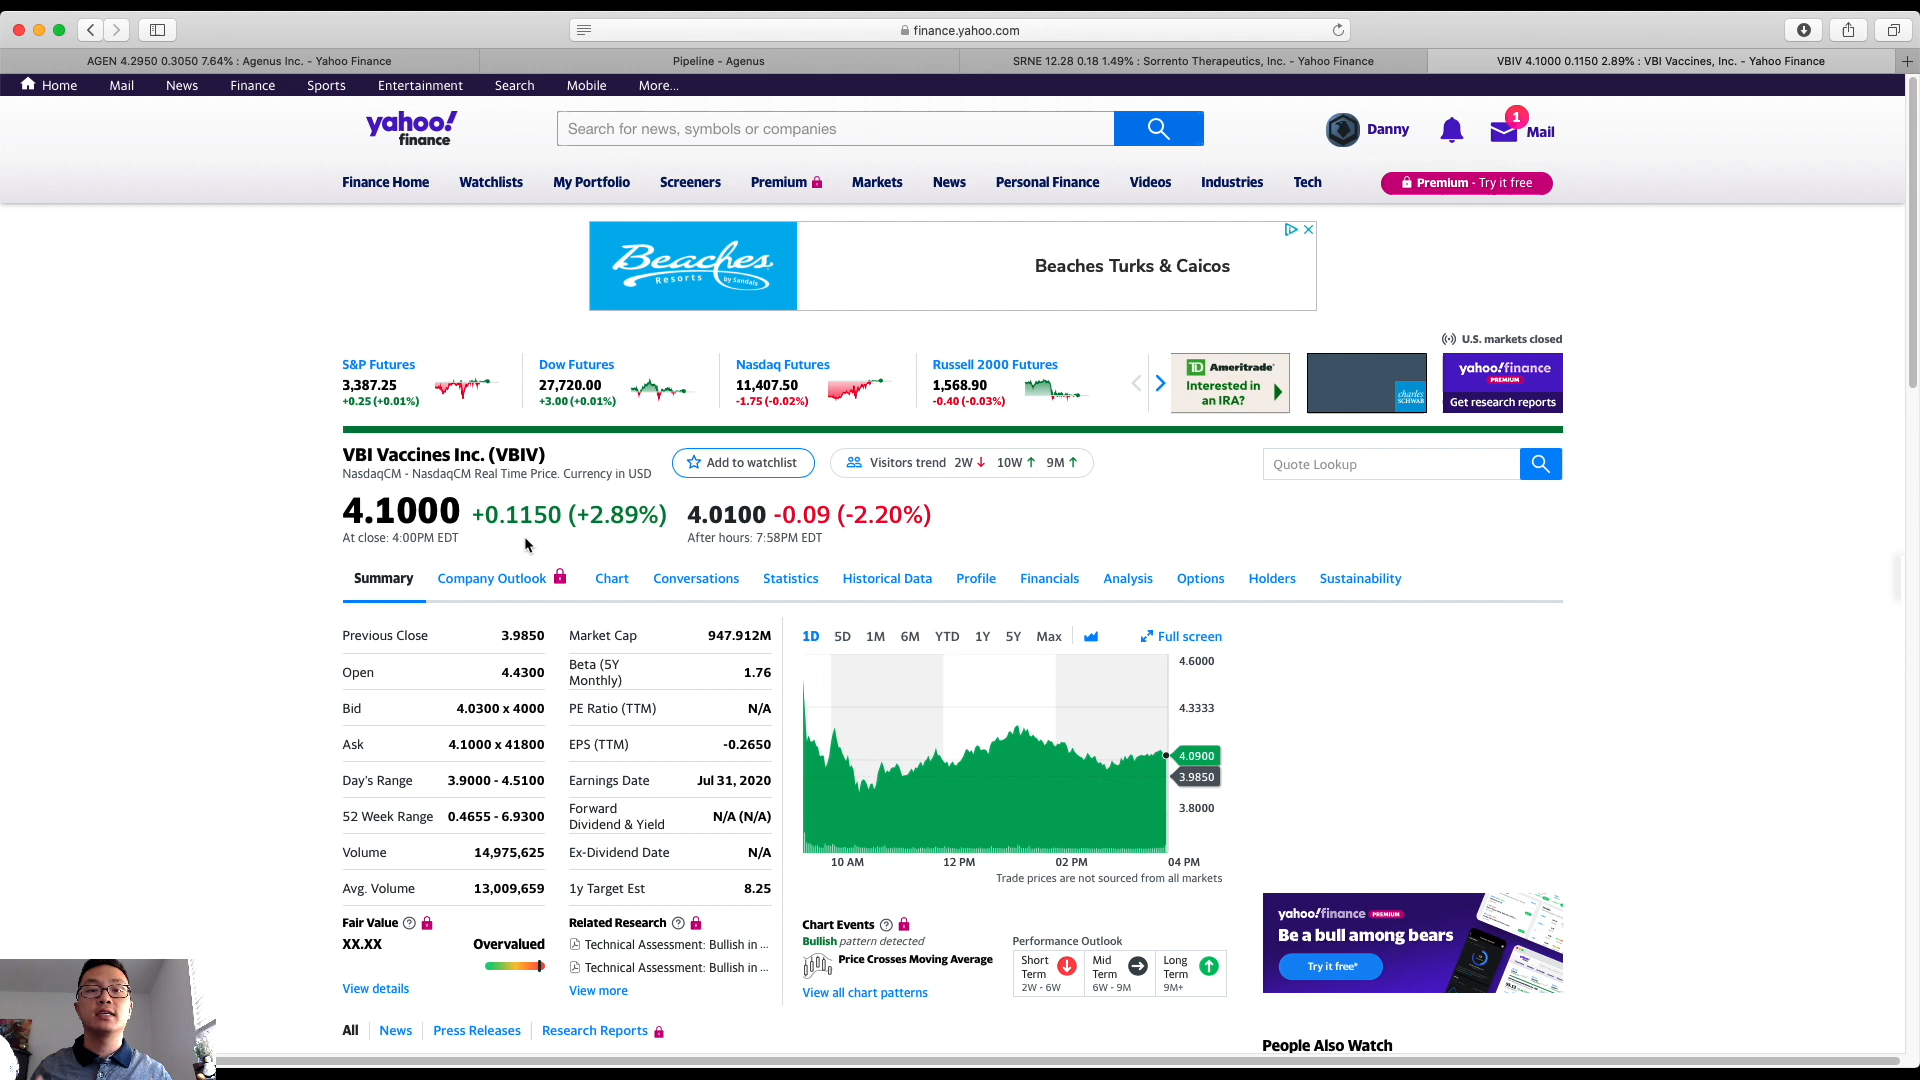 finance.yahoo.com
AGEN 4.2950 0.3050 7.64% : Agenus Inc. - Yahoo Finance
Pipeline - Agenus
SRNE 12.28 0.18 1.49% : Sorrento Therapeutics, Inc. - Yahoo Finance
VBIV 4.1000 0.1150 2.89% : VBI Vaccines, Inc. - Yahoo Finance
Home Mail News Finance Sports Entertainment Search Mobile More...
yahoo!
finance
Search for news, symbols or companies
Danny
1
Mail
Finance Home Watchlists My Portfolio Screeners Premium Markets News Personal Finance Videos Industries Tech
Premium - Try it free
Beaches
Resorts by Sandals
Beaches Turks & Caicos
U.S. markets closed
S&P Futures
3,387.25
+0.25 (+0.01%)
Dow Futures
27,720.00
+3.00 (+0.01%)
Nasdaq Futures
11,407.50
-1.75 (-0.02%)
Russell 2000 Futures
1,568.90
-0.40 (-0.03%)
TD Ameritrade
Interested in
an IRA?
charles
SCHWAB
yahoo!finance
PREMIUM
Get research reports
VBI Vaccines Inc. (VBIV)
NasdaqCM - NasdaqCM Real Time Price. Currency in USD
Add to watchlist
Visitors trend 2W 10W 9M
Quote Lookup
4.1000 +0.1150 (+2.89%)
At close: 4:00PM EDT
4.0100 -0.09 (-2.20%)
After hours: 7:58PM EDT
Summary Company Outlook Chart Conversations Statistics Historical Data Profile Financials Analysis Options Holders Sustainability
Previous Close 3.9850
Open 4.4300
Bid 4.0300 x 4000
Ask 4.1000 x 41800
Day's Range 3.9000 - 4.5100
52 Week Range 0.4655 - 6.9300
Volume 14,975,625
Avg. Volume 13,009,659
Market Cap 947.912M
Beta (5Y
Monthly) 1.76
PE Ratio (TTM) N/A
EPS (TTM) -0.2650
Earnings Date Jul 31, 2020
Forward
Dividend & Yield N/A (N/A)
Ex-Dividend Date N/A
1y Target Est 8.25
1D 5D 1M 6M YTD 1Y 5Y Max
Full screen
4.6000
4.3333
4.0900
3.9850
3.8000
10 AM 12 PM 02 PM 04 PM
Trade prices are not sourced from all markets
Fair Value
XX.XX Overvalued
View details
Related Research
Technical Assessment: Bullish in ...
Technical Assessment: Bullish in ...
View more
Chart Events
Bullish pattern detected
Price Crosses Moving Average
View all chart patterns
Performance Outlook
Short
Term
2W - 6W
Mid
Term
6W - 9M
Long
Term
9M+
yahoo!finance PREMIUM
Be a bull among bears
Try it free*
All News Press Releases Research Reports
People Also Watch